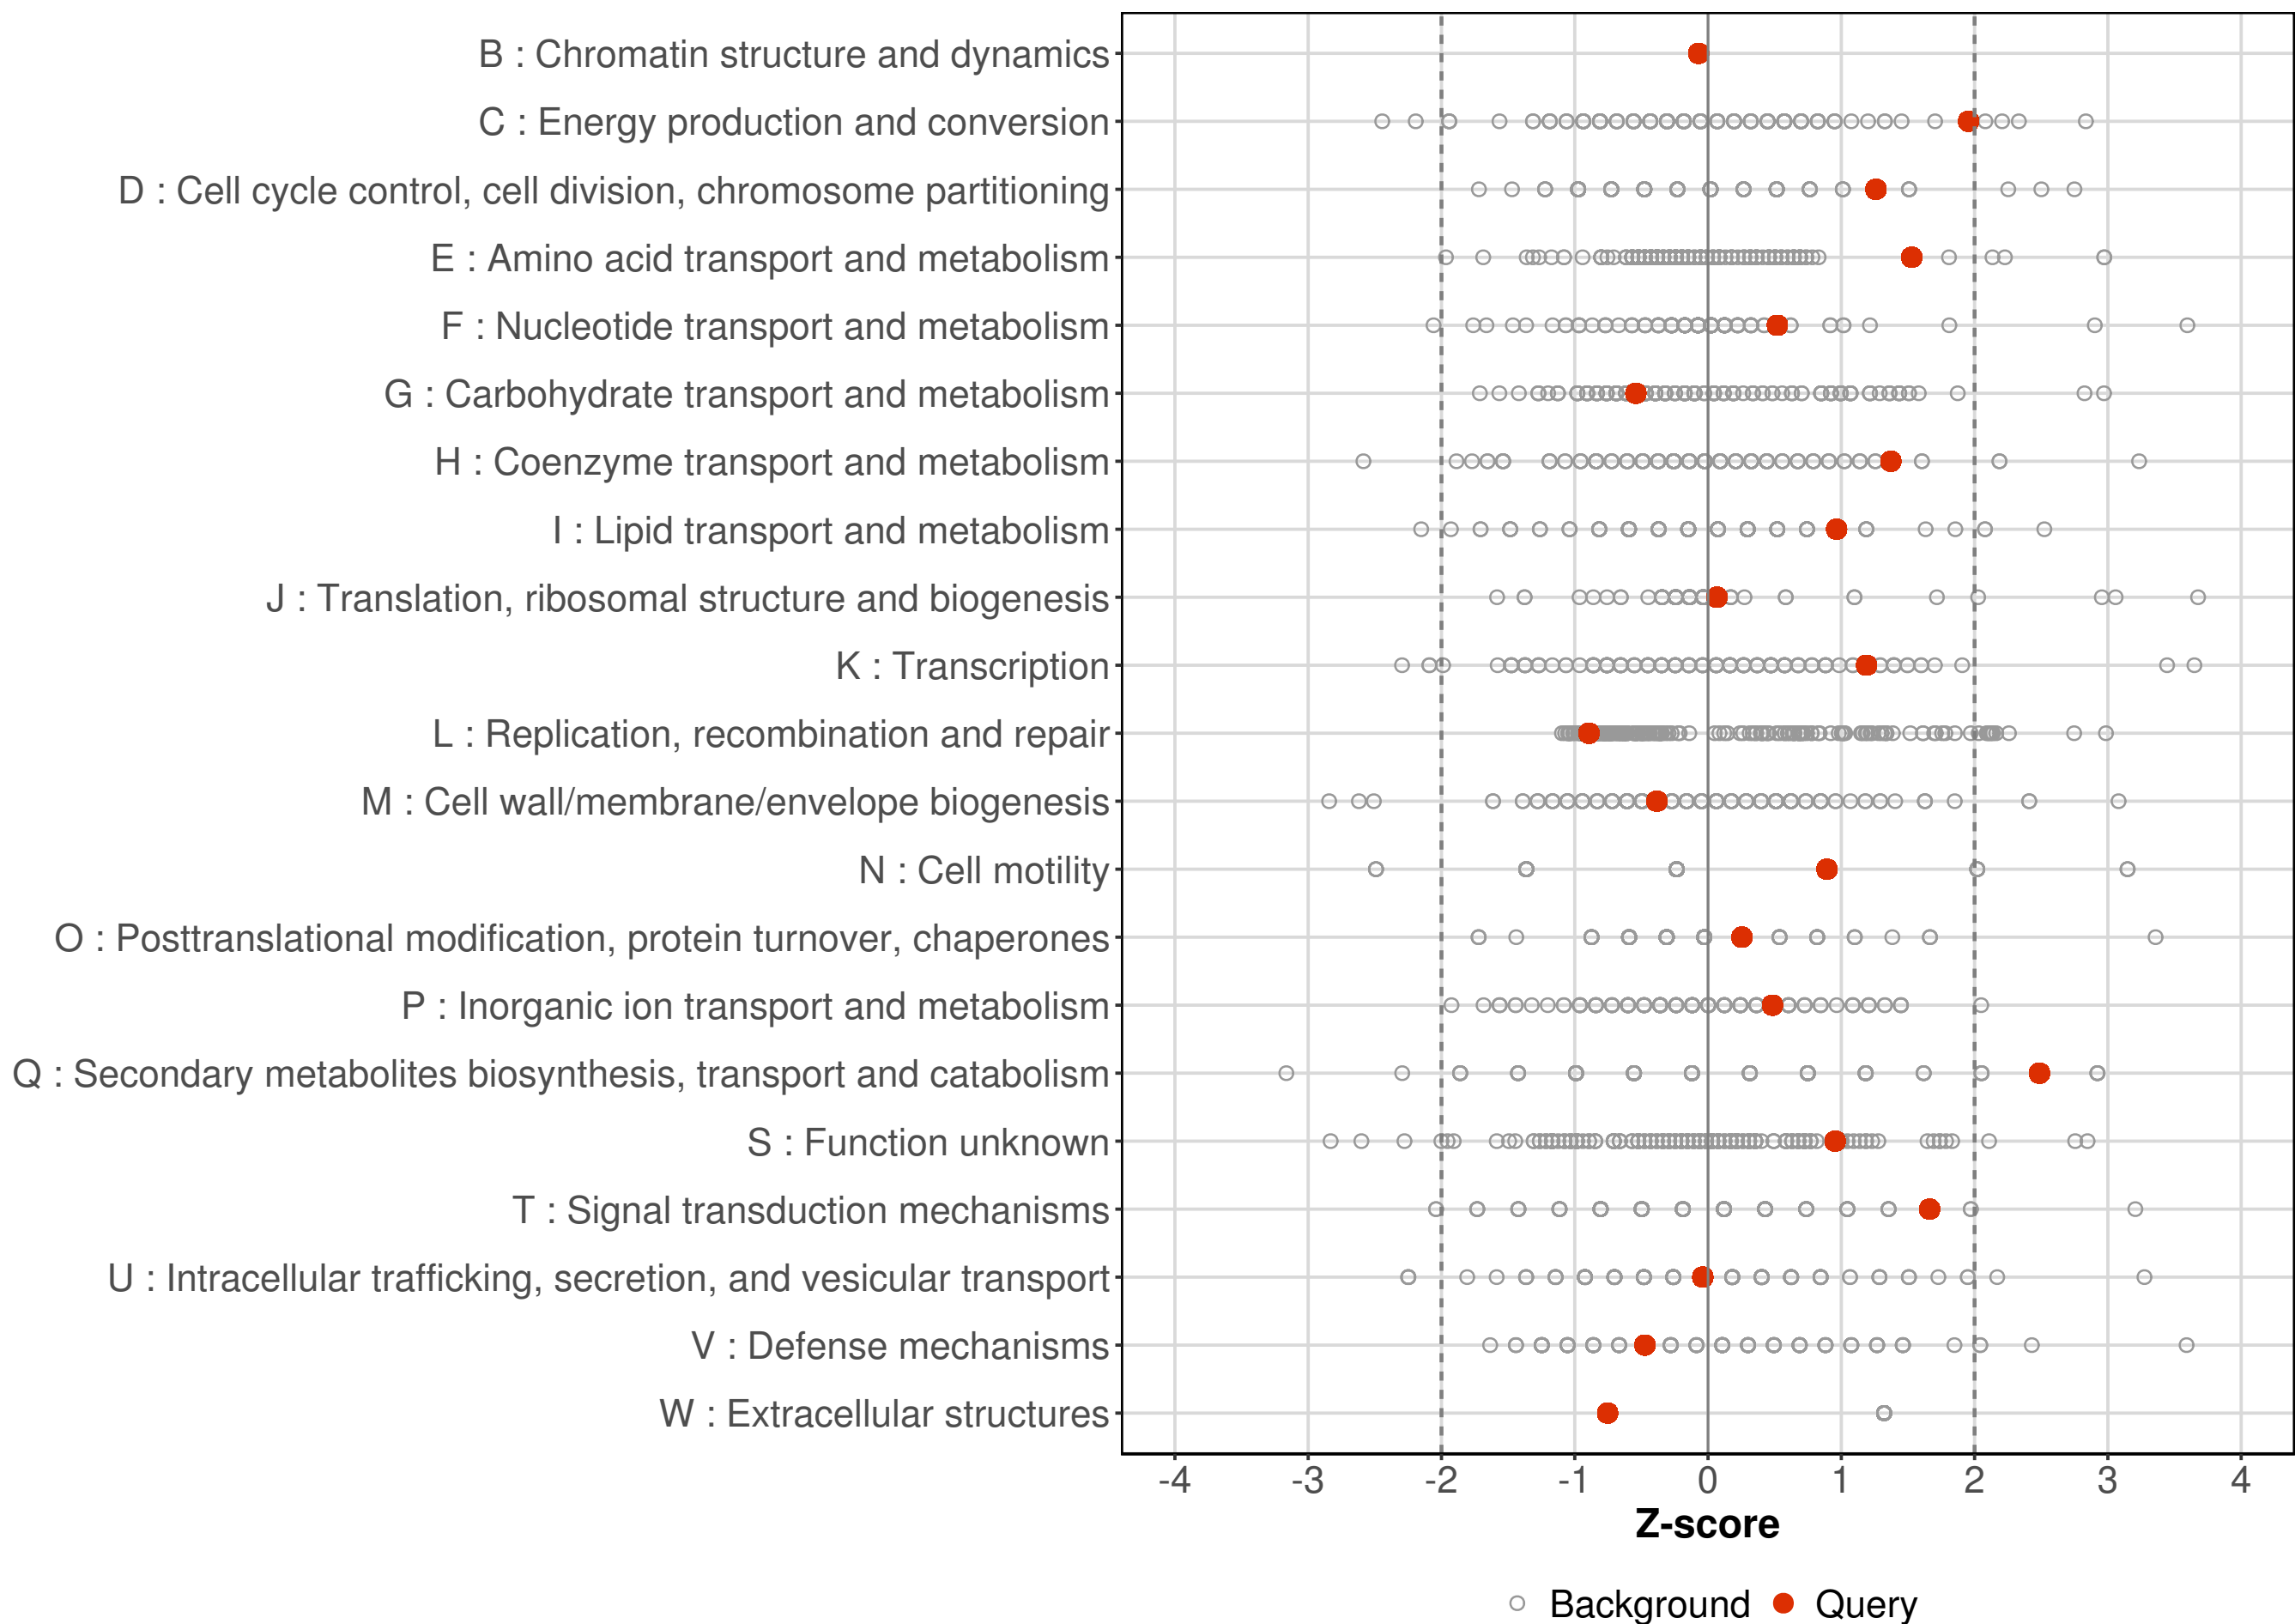 B : Chromatin structure and dynamics
C : Energy production and conversion
D : Cell cycle control, cell division, chromosome partitioning
E : Amino acid transport and metabolism
F : Nucleotide transport and metabolism
G : Carbohydrate transport and metabolism
H : Coenzyme transport and metabolism
I : Lipid transport and metabolism
J : Translation, ribosomal structure and biogenesis
K : Transcription
L : Replication, recombination and repair
M : Cell wall/membrane/envelope biogenesis
N : Cell motility
O : Posttranslational modification, protein turnover, chaperones
P : Inorganic ion transport and metabolism
Q : Secondary metabolites biosynthesis, transport and catabolism
S : Function unknown
T : Signal transduction mechanisms
U : Intracellular trafficking, secretion, and vesicular transport
V : Defense mechanisms
W : Extracellular structures
-4 -3 -2 -1 0 1 2 3 4
Z-score
Background Query